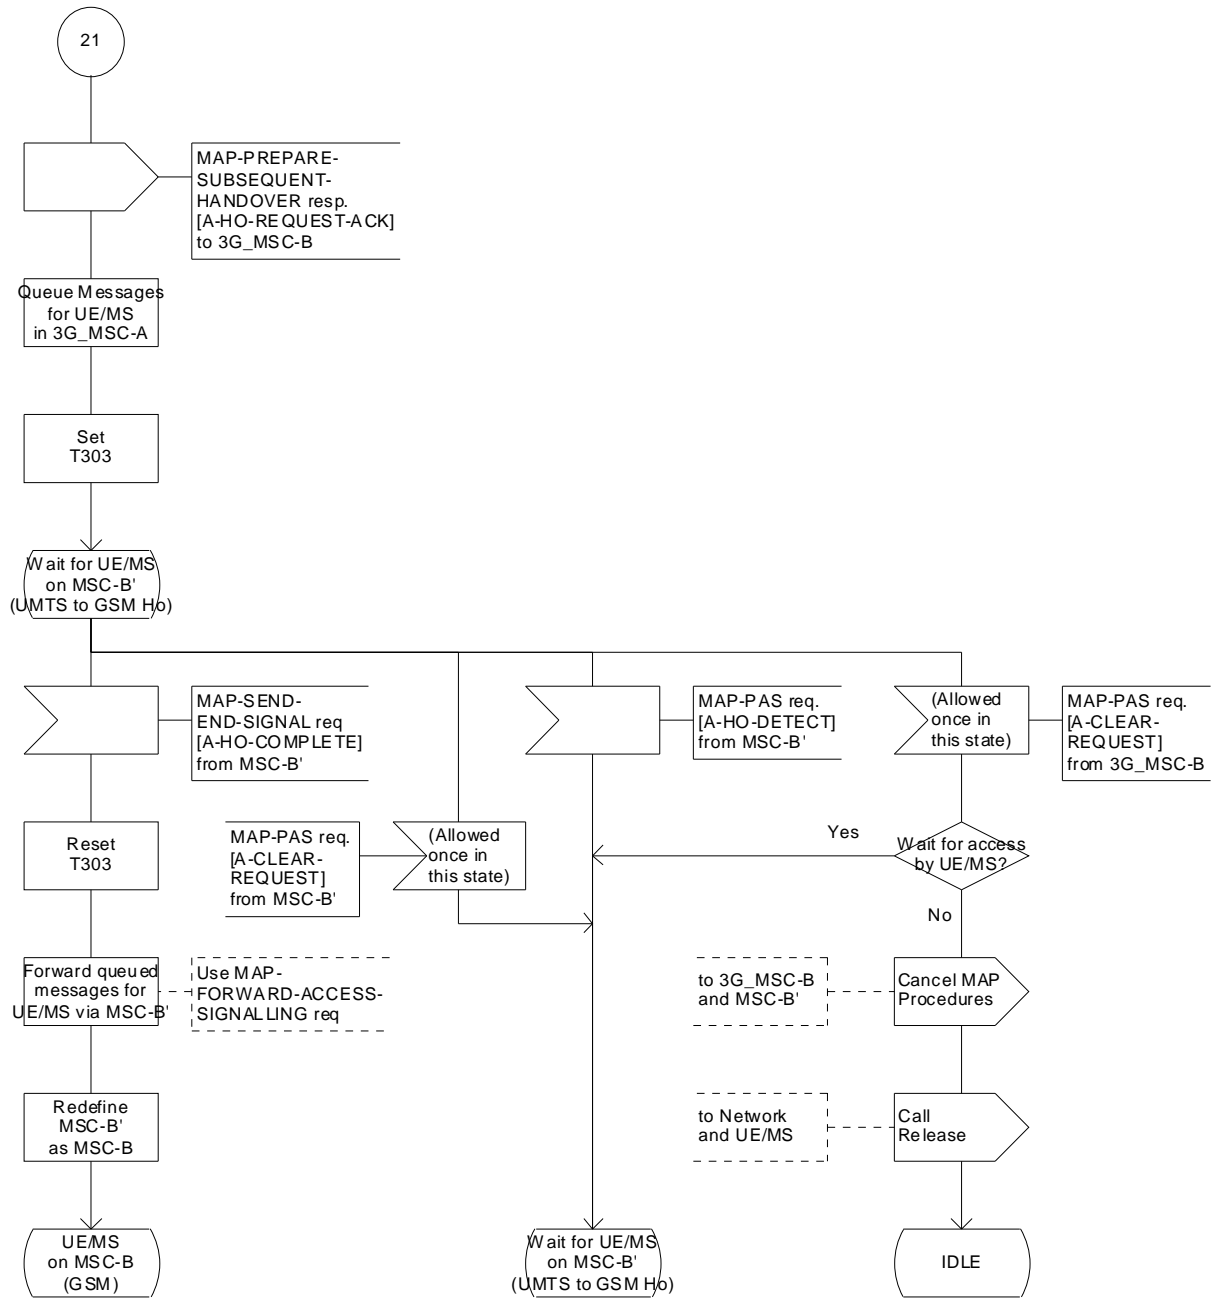 21
MAP-PREPARE-
SUBSEQUENT-
HANDOVER resp.
[A-HO-REQUEST-ACK]
to 3G_MSC-B
Queue Messages
for UE/MS
in 3G_MSC-A
Set
T303
Wait for UE/MS
on MSC-B'
(UMTS to GSM Ho)
MAP-SEND-
END-SIGNAL req
[A-HO-COMPLETE]
from MSC-B'
MAP-PAS req.
[A-HO-DETECT]
from MSC-B'
(Allowed
once in
this state)
MAP-PAS req.
[A-CLEAR-
REQUEST]
from 3G_MSC-B
Reset
T303
MAP-PAS req.
[A-CLEAR-
REQUEST]
from MSC-B'
(Allowed
once in
this state)
Yes
Wait for access
by UE/MS?
No
Forward queued
messages for
UE/MS via MSC-B'
Use MAP-
FORWARD-ACCESS-
SIGNALLING req
to 3G_MSC-B
and MSC-B'
Cancel MAP
Procedures
Redefine
MSC-B'
as MSC-B
to Network
and UE/MS
Call
Release
UE/MS
on MSC-B
(GSM)
Wait for UE/MS
on MSC-B'
(UMTS to GSM Ho)
IDLE